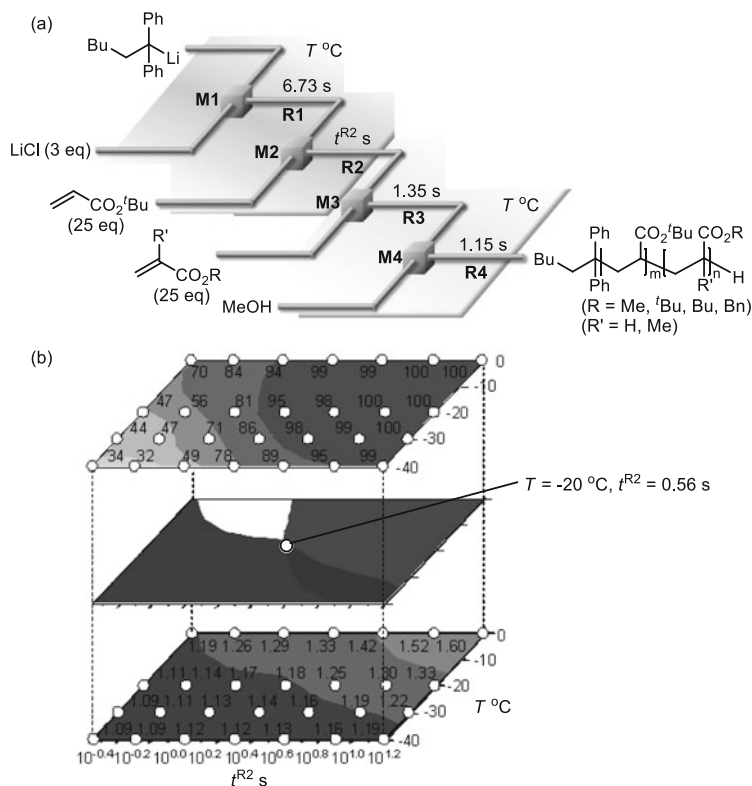 (a)
Ph
Bu
Li
Ph
T °C
6.73 s
M1
R1
LiCl (3 eq)
M2
t^R2 s
R2
CO2^tBu
(25 eq)
M3
1.35 s
R3
T °C
R'
CO2R
(25 eq)
M4
1.15 s
R4
MeOH
Ph CO2^tBu CO2R
Bu m n H
Ph R'
(R = Me, ^tBu, Bu, Bn)
(R' = H, Me)
(b)
70 84 94 99 99 100 100 0
-10
47 56 81 95 98 100 100 -20
44 47 71 86 98 99 100 -30
34 32 49 78 89 95 99 -40
T = -20 °C, t^R2 = 0.56 s
1.19 1.26 1.29 1.33 1.42 1.52 1.60 0
-10
1.11 1.14 1.17 1.18 1.25 1.30 1.33 -20
1.09 1.11 1.13 1.14 1.16 1.19 1.22 -30
1.09 1.09 1.12 1.12 1.13 1.16 1.19 -40
T °C
10^-0.4 10^-0.2 10^0.0 10^0.2 10^0.4 10^0.6 10^0.8 10^1.0 10^1.2
t^R2 s